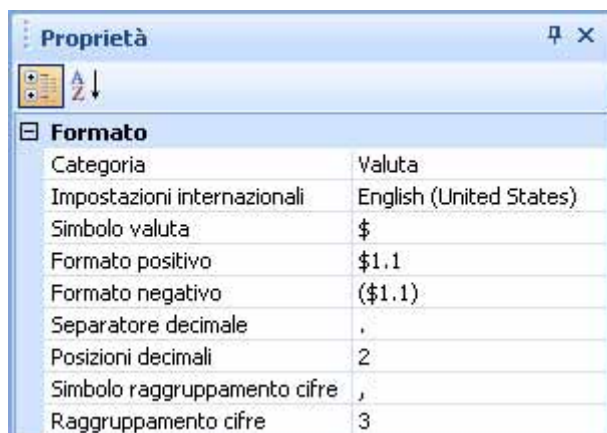 Proprietà
A
Z
Formato
Categoria Valuta
Impostazioni internazionali English (United States)
Simbolo valuta $
Formato positivo $1.1
Formato negativo ($1.1)
Separatore decimale .
Posizioni decimali 2
Simbolo raggruppamento cifre ,
Raggruppamento cifre 3